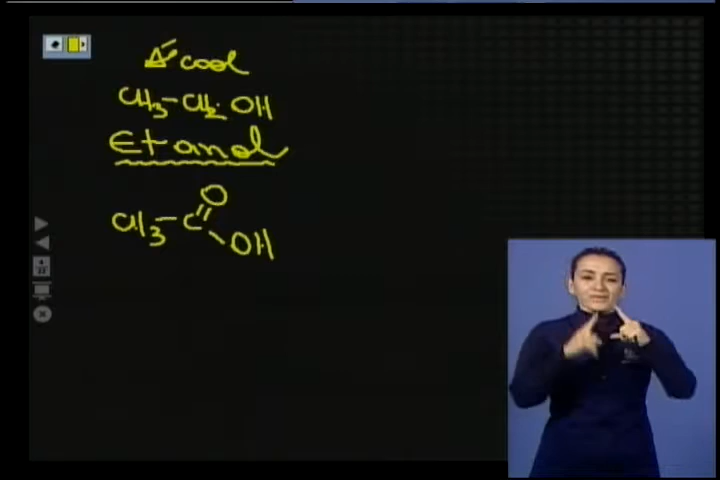 Álcool
CH3-CH2-OH
Etanol
O
CH3-C
OH